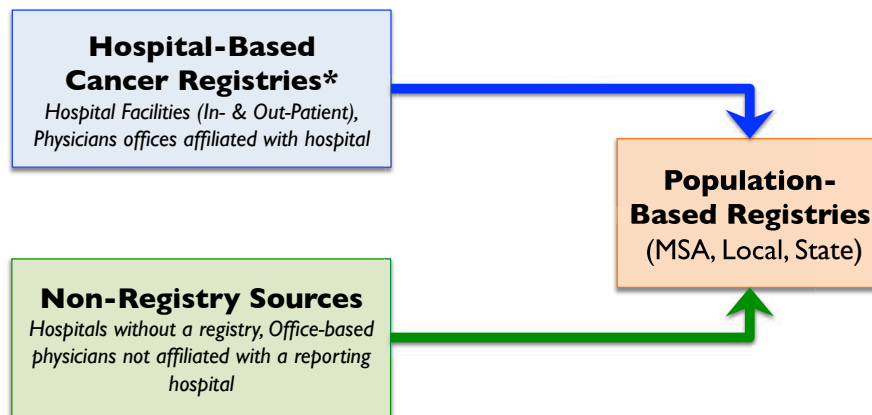 Hospital-Based
Cancer Registries*
Hospital Facilities (In- & Out-Patient),
Physicians offices affiliated with hospital
Population-
Based Registries
(MSA, Local, State)
Non-Registry Sources
Hospitals without a registry, Office-based
physicians not affiliated with a reporting
hospital